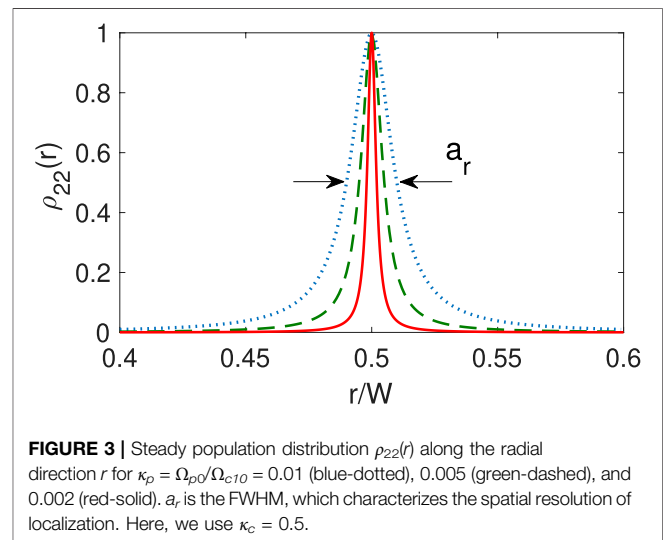 1
0.8
0.6
0.4
0.2
0
ρ22(r)
ar
0.4 0.45 0.5 0.55 0.6
r/W
FIGURE 3 | Steady population distribution ρ22(r) along the radial
direction r for κp = Ωp0/Ωc10 = 0.01 (blue-dotted), 0.005 (green-dashed), and
0.002 (red-solid). ar is the FWHM, which characterizes the spatial resolution of
localization. Here, we use κc = 0.5.